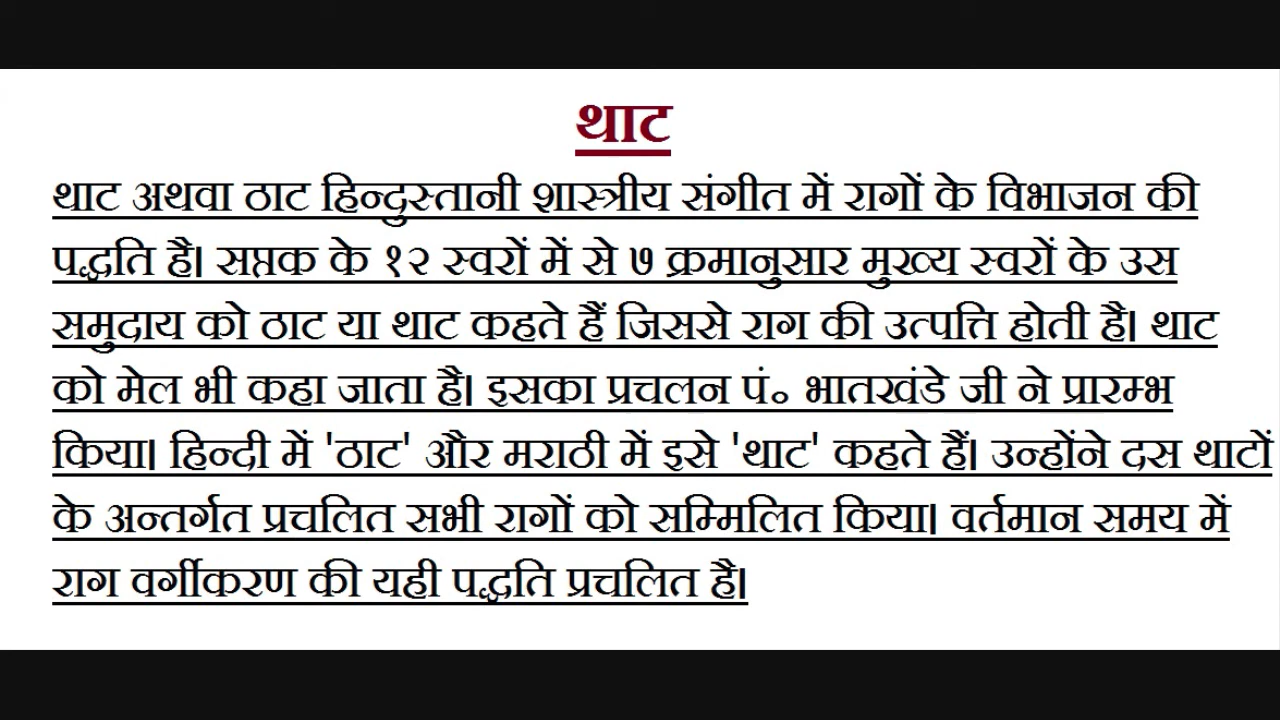 थाट
थाट अथवा ठाट हिन्दुस्तानी शास्त्रीय संगीत में रागों के विभाजन की
पद्धति है। सप्तक के १२ स्वरों में से ७ क्रमानुसार मुख्य स्वरों के उस
समुदाय को ठाट या थाट कहते हैं जिससे राग की उत्पत्ति होती है। थाट
को मेल भी कहा जाता है। इसका प्रचलन पं॰ भातखंडे जी ने प्रारम्भ
किया। हिन्दी में 'ठाट' और मराठी में इसे 'थाट' कहते हैं। उन्होंने दस थाटों
के अन्तर्गत प्रचलित सभी रागों को सम्मिलित किया। वर्तमान समय में
राग वर्गीकरण की यही पद्धति प्रचलित है।